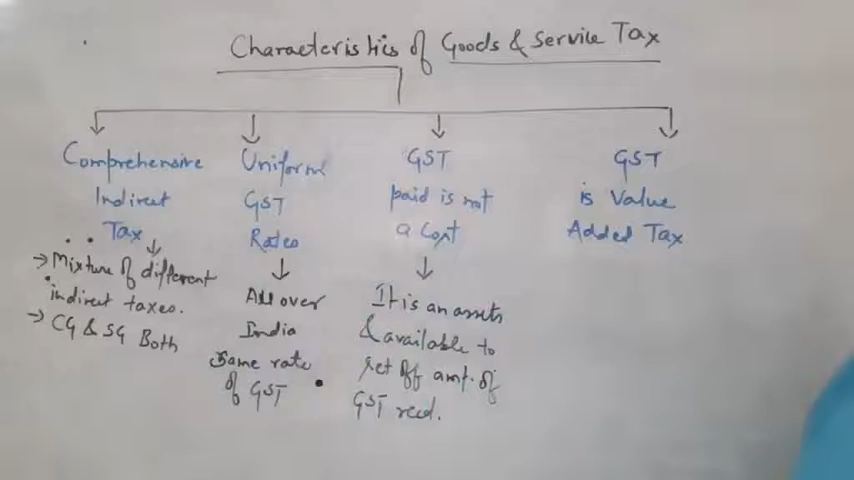 Characteristics of Goods & Service Tax
Comprehensive
Indirect
Tax
→ Mixture of different
indirect taxes.
→ CG & SG Both
Uniform
GST
Rates
All over
India
Same rate
of GST
GST
paid is not
a Cost
It is an assets
& available to
set off amt. of
GST recd.
GST
is Value
Added Tax